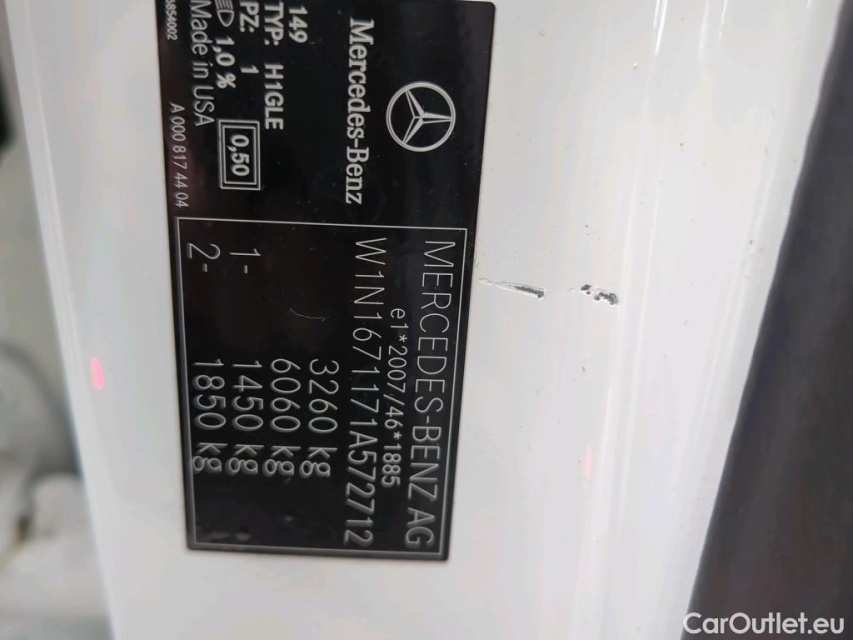 Mercedes-Benz
149
TYP: H1GLE
PZ: 1
1,0 %
0,50
Made in USA
A 000 817 44 04
MERCEDES-BENZ AG
e1*2007/46*1885
W1N1671171A572712
3260 kg
6060 kg
1- 1450 kg
2- 1850 kg
CarOutlet.eu